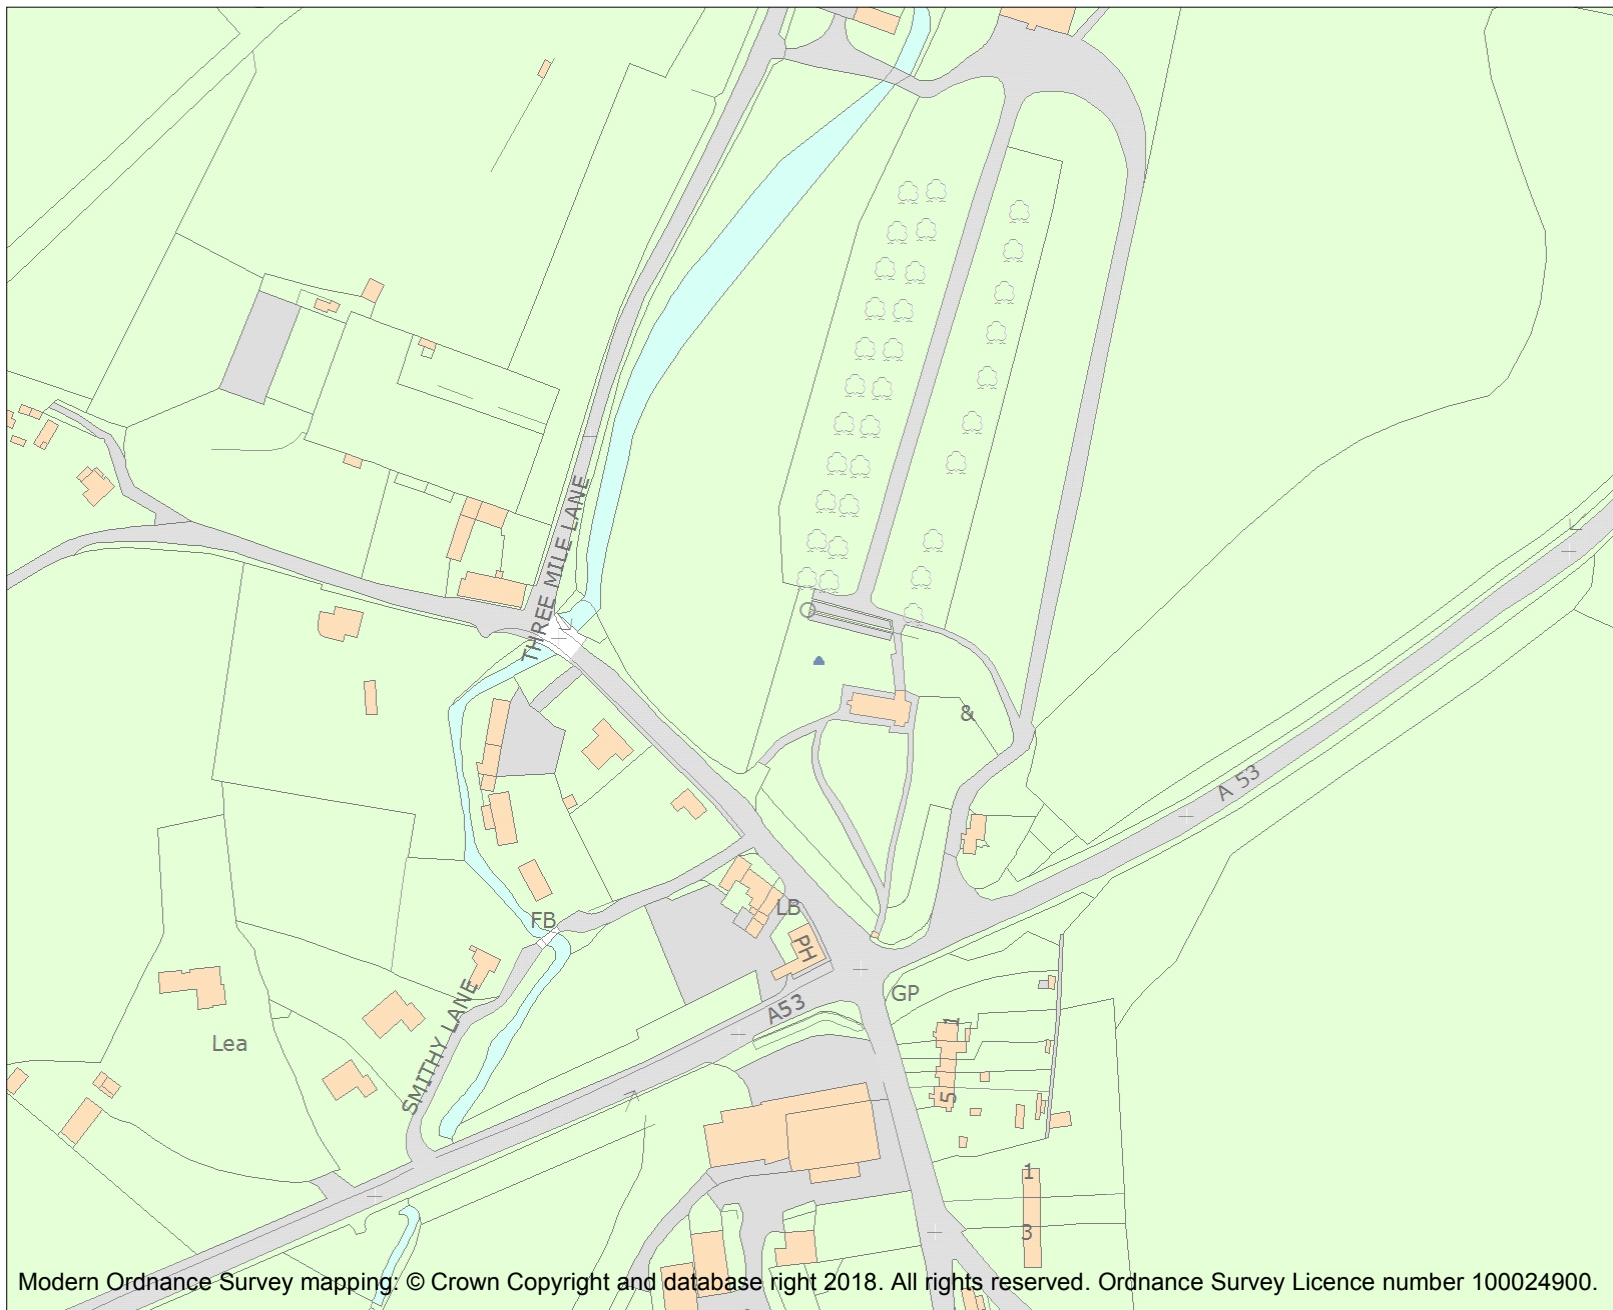 THREE MILE LANE
&
A 53
LB
FB
PH
GP
A53
SMITHY LANE
Lea
1
5
1
3
Modern Ordnance Survey mapping: © Crown Copyright and database right 2018. All rights reserved. Ordnance Survey Licence number 100024900.